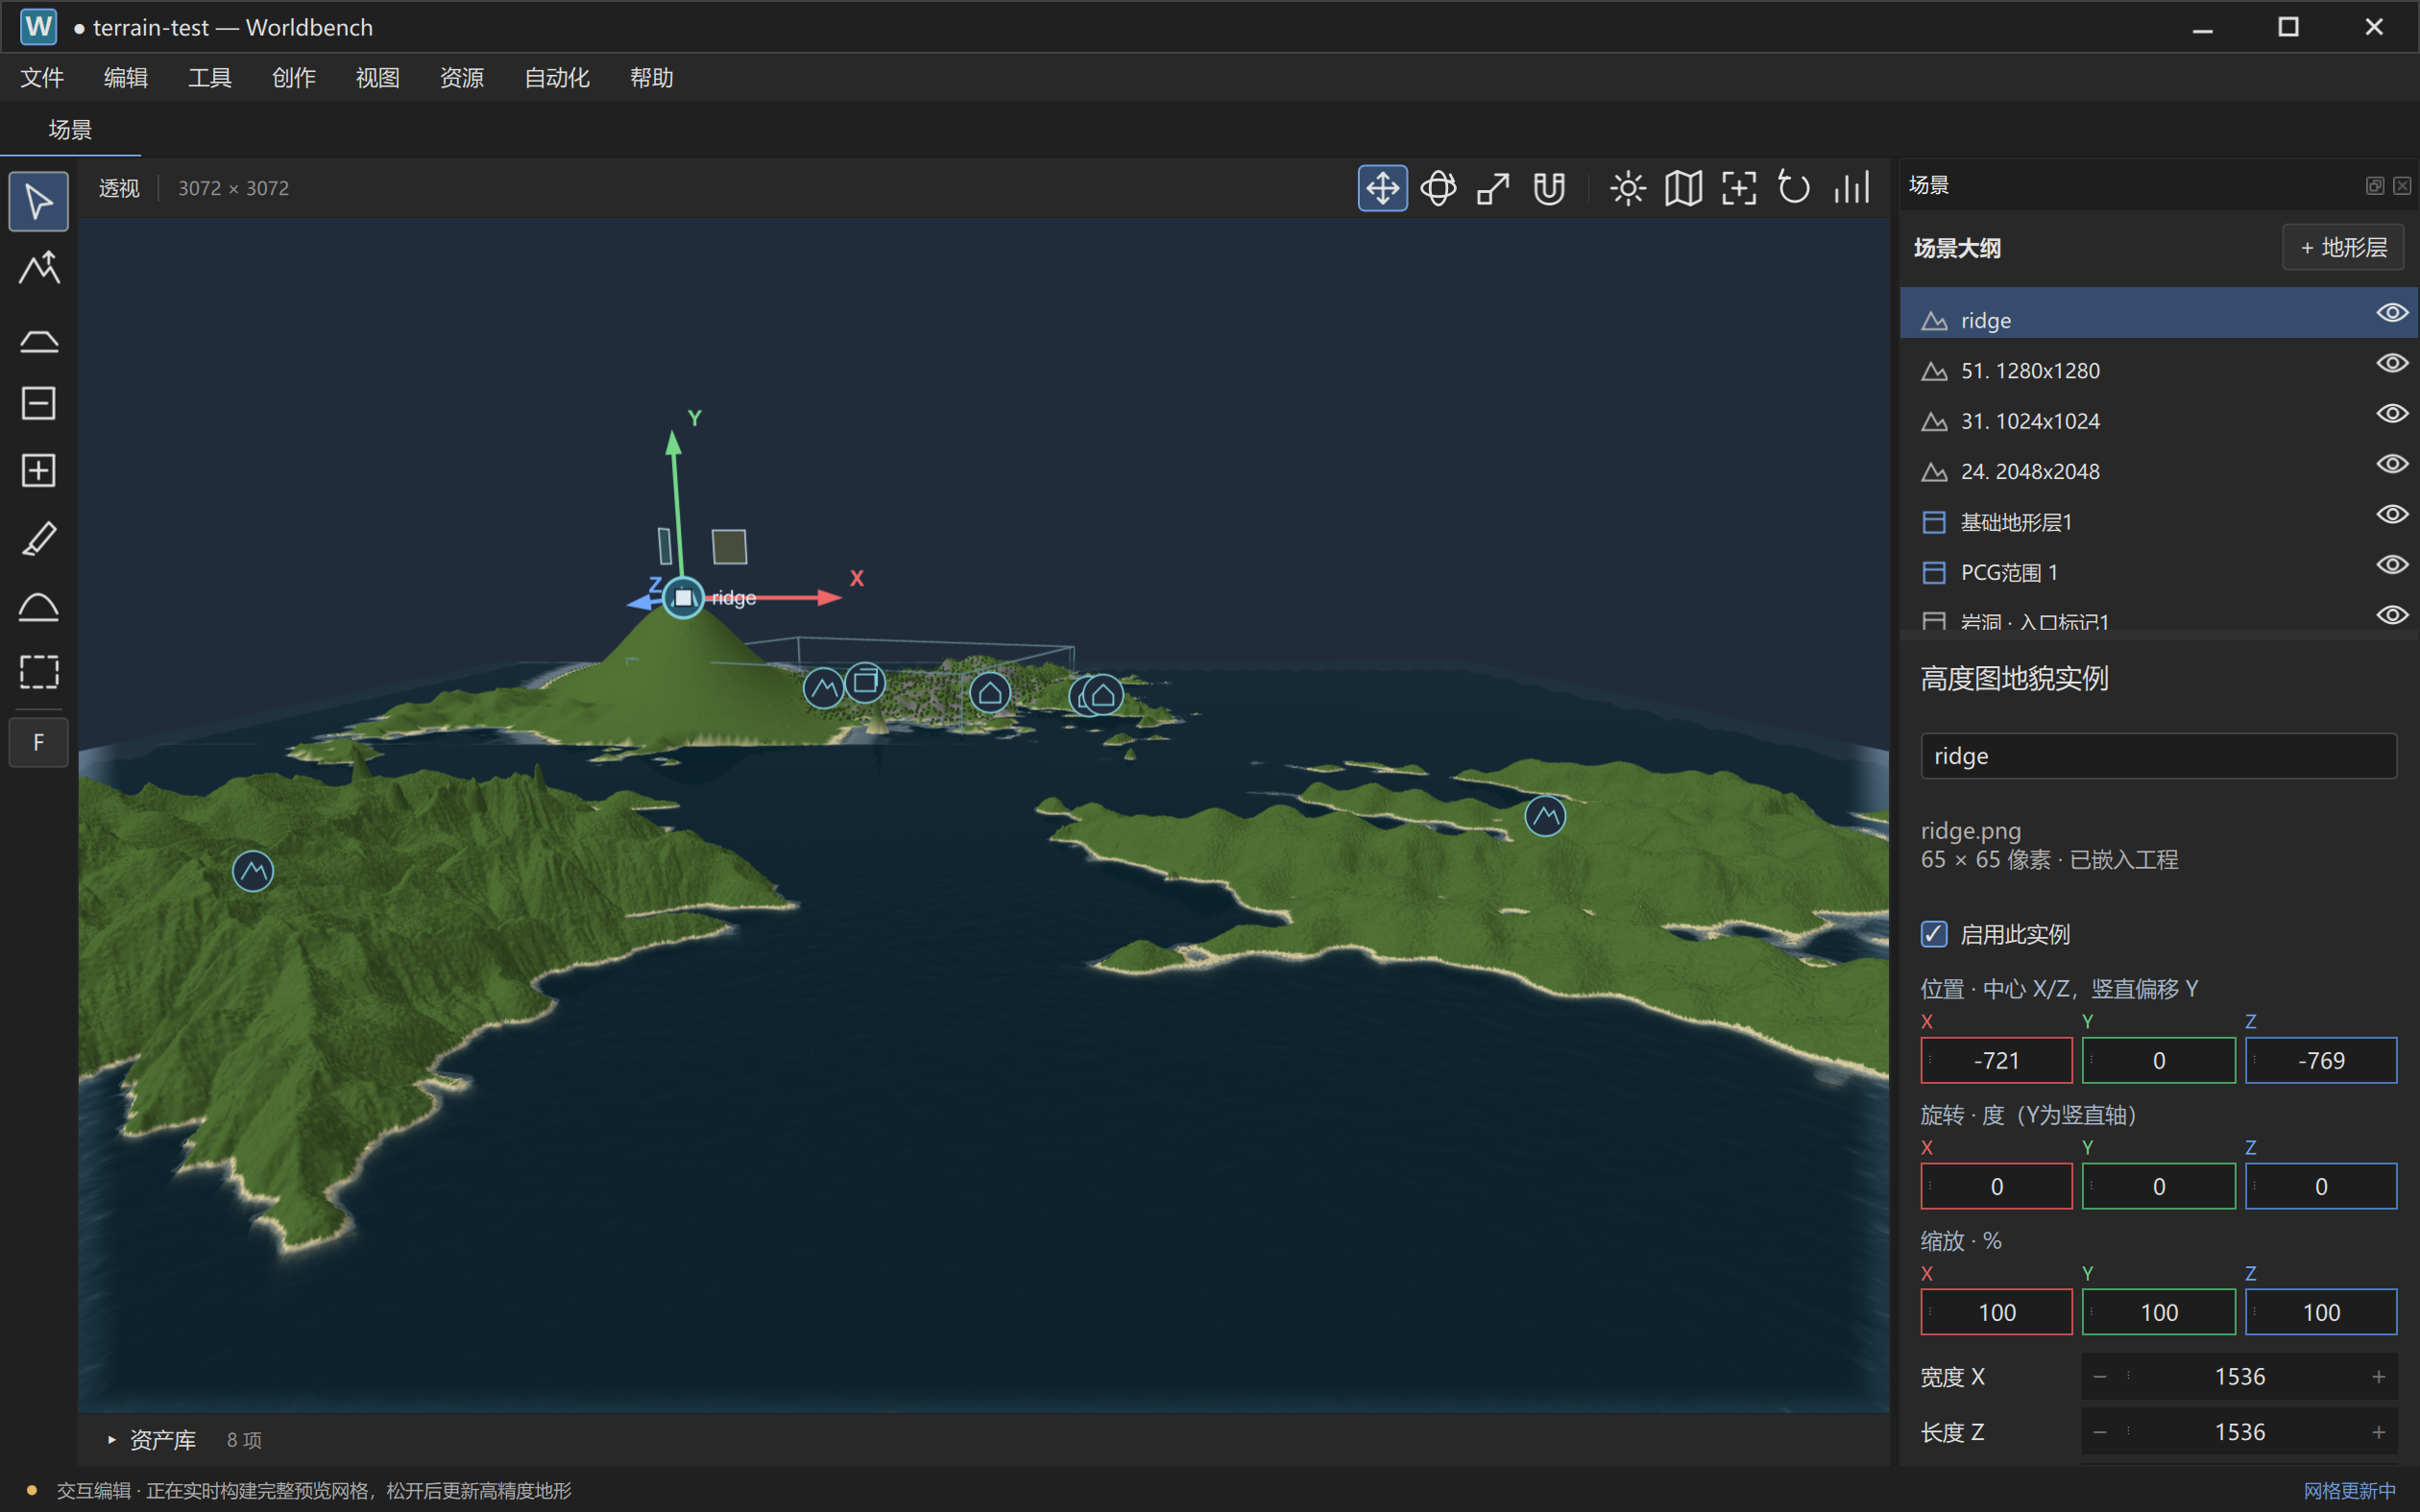 W ● terrain-test — Worldbench
文件 编辑 工具 创作 视图 资源 自动化 帮助
场景
透视 3072 × 3072
F
Y
Z
ridge
X
资产库 8 项
场景
场景大纲 + 地形层
ridge
51. 1280x1280
31. 1024x1024
24. 2048x2048
基础地形层1
PCG范围 1
岩洞 · 入口标记1
高度图地貌实例
ridge
ridge.png
65 × 65 像素 · 已嵌入工程
启用此实例
位置 · 中心 X/Z，竖直偏移 Y
X Y Z
-721 0 -769
旋转 · 度（Y为竖直轴）
X Y Z
0 0 0
缩放 · %
X Y Z
100 100 100
宽度 X − 1536 +
长度 Z − 1536 +
交互编辑 · 正在实时构建完整预览网格，松开后更新高精度地形
网格更新中